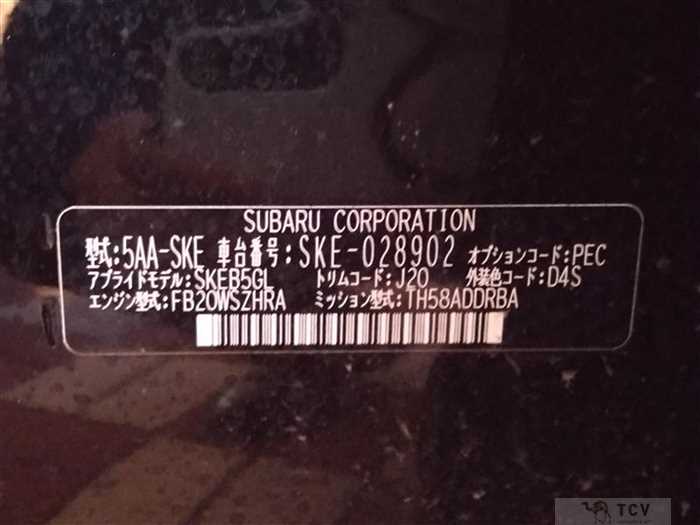 SUBARU CORPORATION
型式:5AA-SKE 車台番号:SKE-028902 オプションコード:PEC
アプライドモデル:SKEB5GL トリムコード:J20 外装色コード:D4S
エンジン型式:FB20WSZHRA ミッション型式:TH58ADDRBA
TCV